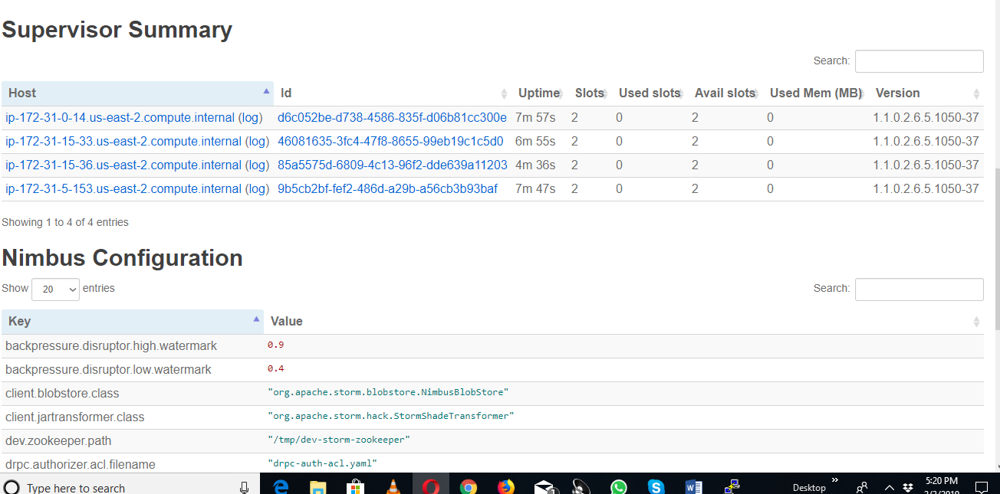 Supervisor Summary
Search:
Host Id Uptime Slots Used slots Avail slots Used Mem (MB) Version
ip-172-31-0-14.us-east-2.compute.internal (log) d6c052be-d738-4586-835f-d06b81cc300e 7m 57s 2 0 2 0 1.1.0.2.6.5.1050-37
ip-172-31-15-33.us-east-2.compute.internal (log) 46081635-3fc4-47f8-8655-99eb19c1c5d0 6m 55s 2 0 2 0 1.1.0.2.6.5.1050-37
ip-172-31-15-36.us-east-2.compute.internal (log) 85a5575d-6809-4c13-96f2-dde639a11203 4m 36s 2 0 2 0 1.1.0.2.6.5.1050-37
ip-172-31-5-153.us-east-2.compute.internal (log) 9b5cb2bf-fef2-486d-a29b-a56cb3b93baf 7m 47s 2 0 2 0 1.1.0.2.6.5.1050-37
Showing 1 to 4 of 4 entries
Nimbus Configuration
Show 20 entries Search:
Key Value
backpressure.disruptor.high.watermark 0.9
backpressure.disruptor.low.watermark 0.4
client.blobstore.class "org.apache.storm.blobstore.NimbusBlobStore"
client.jartransformer.class "org.apache.storm.hack.StormShadeTransformer"
dev.zookeeper.path "/tmp/dev-storm-zookeeper"
drpc.authorizer.acl.filename "drpc-auth-acl.yaml"
Type here to search Desktop » 5:20 PM